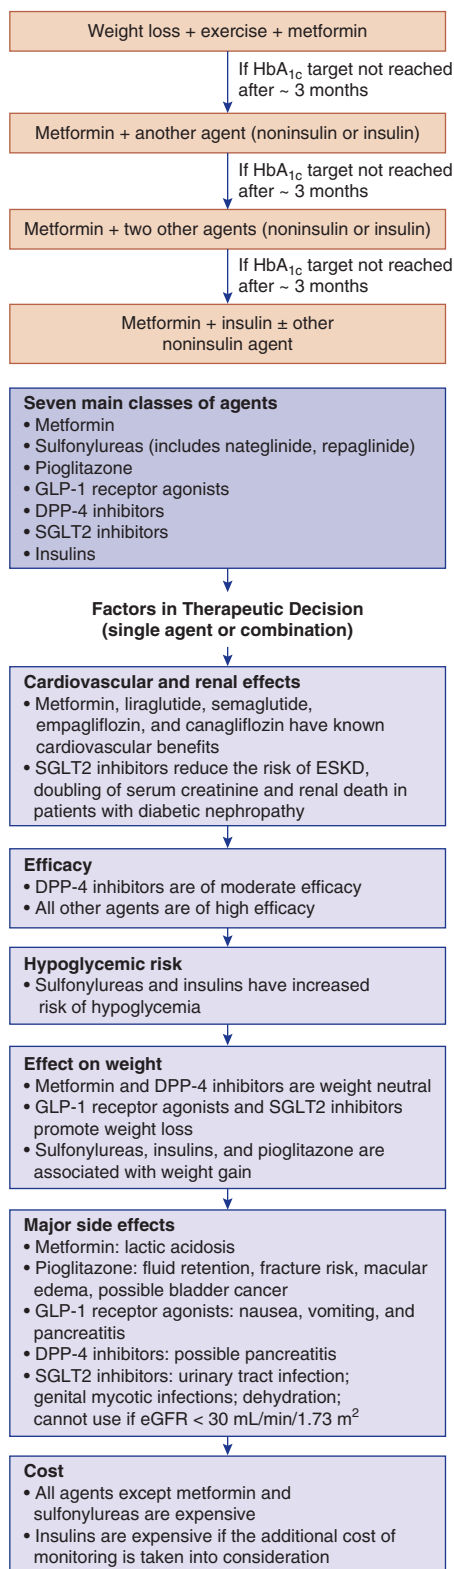 Weight loss + exercise + metformin
If HbA1c target not reached
after ~ 3 months
Metformin + another agent (noninsulin or insulin)
If HbA1c target not reached
after ~ 3 months
Metformin + two other agents (noninsulin or insulin)
If HbA1c target not reached
after ~ 3 months
Metformin + insulin ± other
noninsulin agent
Seven main classes of agents
• Metformin
• Sulfonylureas (includes nateglinide, repaglinide)
• Pioglitazone
• GLP-1 receptor agonists
• DPP-4 inhibitors
• SGLT2 inhibitors
• Insulins
Factors in Therapeutic Decision
(single agent or combination)
Cardiovascular and renal effects
• Metformin, liraglutide, semaglutide,
empagliflozin, and canagliflozin have known
cardiovascular benefits
• SGLT2 inhibitors reduce the risk of ESKD,
doubling of serum creatinine and renal death in
patients with diabetic nephropathy
Efficacy
• DPP-4 inhibitors are of moderate efficacy
• All other agents are of high efficacy
Hypoglycemic risk
• Sulfonylureas and insulins have increased
risk of hypoglycemia
Effect on weight
• Metformin and DPP-4 inhibitors are weight neutral
• GLP-1 receptor agonists and SGLT2 inhibitors
promote weight loss
• Sulfonylureas, insulins, and pioglitazone are
associated with weight gain
Major side effects
• Metformin: lactic acidosis
• Pioglitazone: fluid retention, fracture risk, macular
edema, possible bladder cancer
• GLP-1 receptor agonists: nausea, vomiting, and
pancreatitis
• DPP-4 inhibitors: possible pancreatitis
• SGLT2 inhibitors: urinary tract infection;
genital mycotic infections; dehydration;
cannot use if eGFR < 30 mL/min/1.73 m2
Cost
• All agents except metformin and
sulfonylureas are expensive
• Insulins are expensive if the additional cost of
monitoring is taken into consideration